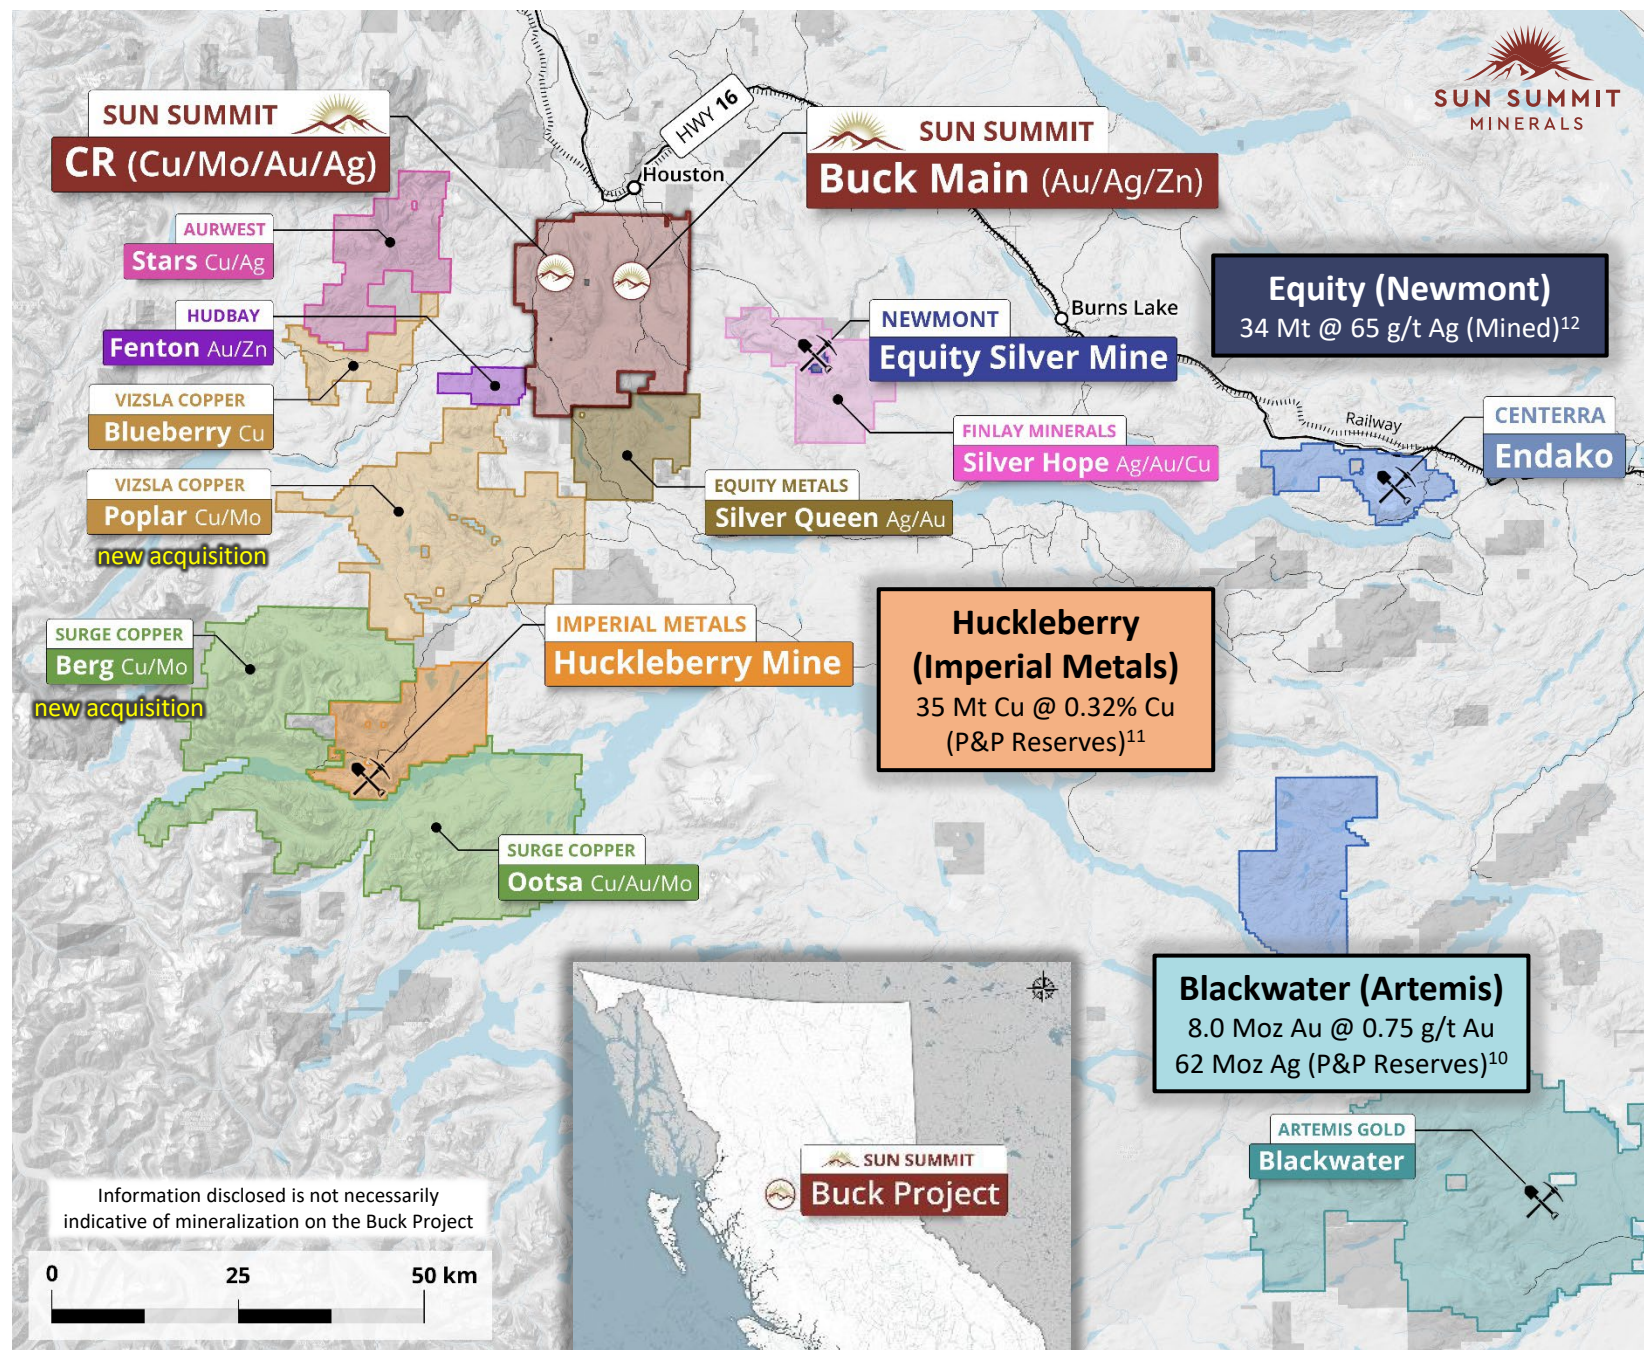 SUN SUMMIT
MINERALS
SUN SUMMIT
CR (Cu/Mo/Au/Ag)
HWY 16
Houston
SUN SUMMIT
Buck Main (Au/Ag/Zn)
AURWEST
Stars Cu/Ag
HUDBAY
Fenton Au/Zn
VIZSLA COPPER
Blueberry Cu
VIZSLA COPPER
Poplar Cu/Mo
new acquisition
NEWMONT
Equity Silver Mine
Burns Lake
Equity (Newmont)
34 Mt @ 65 g/t Ag (Mined)¹²
FINLAY MINERALS
Silver Hope Ag/Au/Cu
Railway
CENTERRA
Endako
EQUITY METALS
Silver Queen Ag/Au
SURGE COPPER
Berg Cu/Mo
new acquisition
IMPERIAL METALS
Huckleberry Mine
Huckleberry
(Imperial Metals)
35 Mt Cu @ 0.32% Cu
(P&P Reserves)¹¹
SURGE COPPER
Ootsa Cu/Au/Mo
Blackwater (Artemis)
8.0 Moz Au @ 0.75 g/t Au
62 Moz Ag (P&P Reserves)¹⁰
ARTEMIS GOLD
Blackwater
SUN SUMMIT
Buck Project
Information disclosed is not necessarily
indicative of mineralization on the Buck Project
0 25 50 km